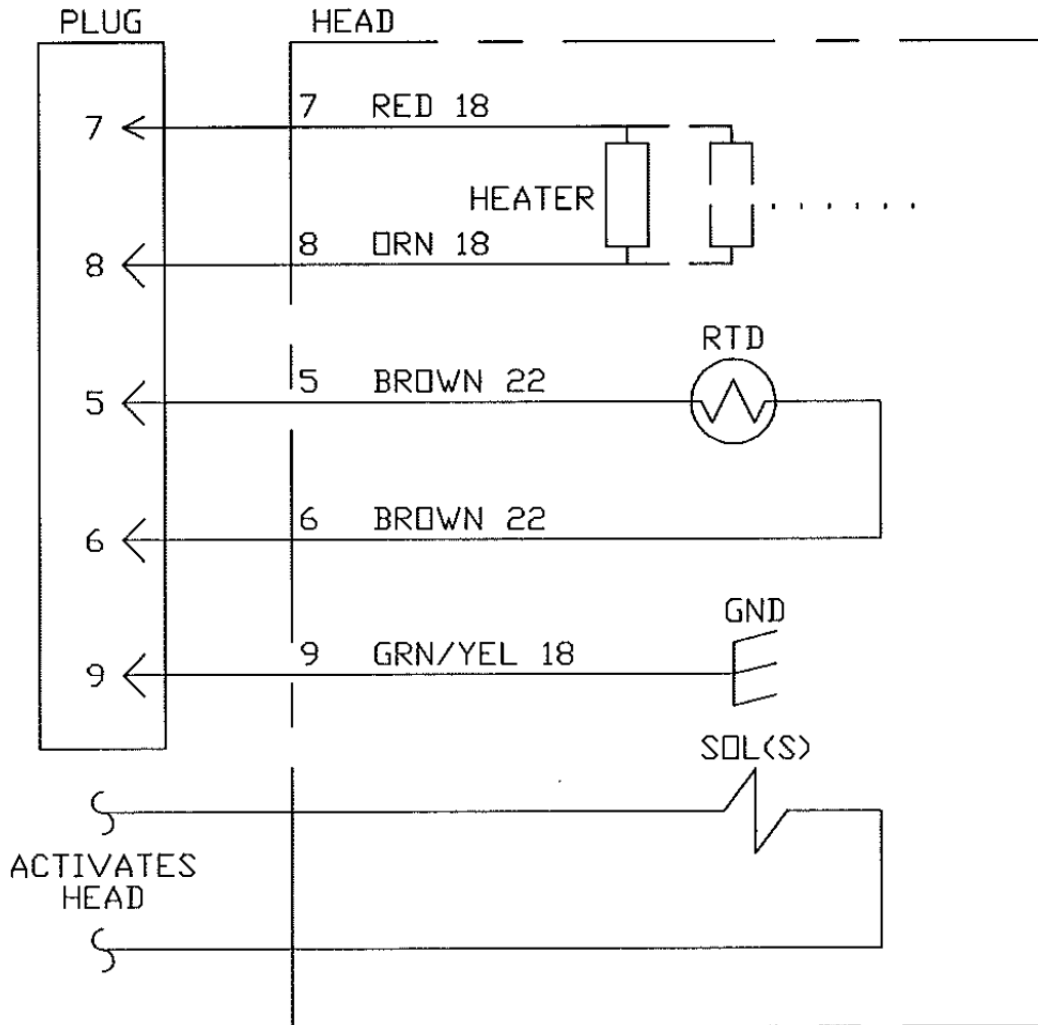 PLUG
HEAD
7
7 RED 18
HEATER
8
8 ORN 18
RTD
5
5 BROWN 22
6
6 BROWN 22
GND
9
9 GRN/YEL 18
SOL(S)
ACTIVATES
HEAD